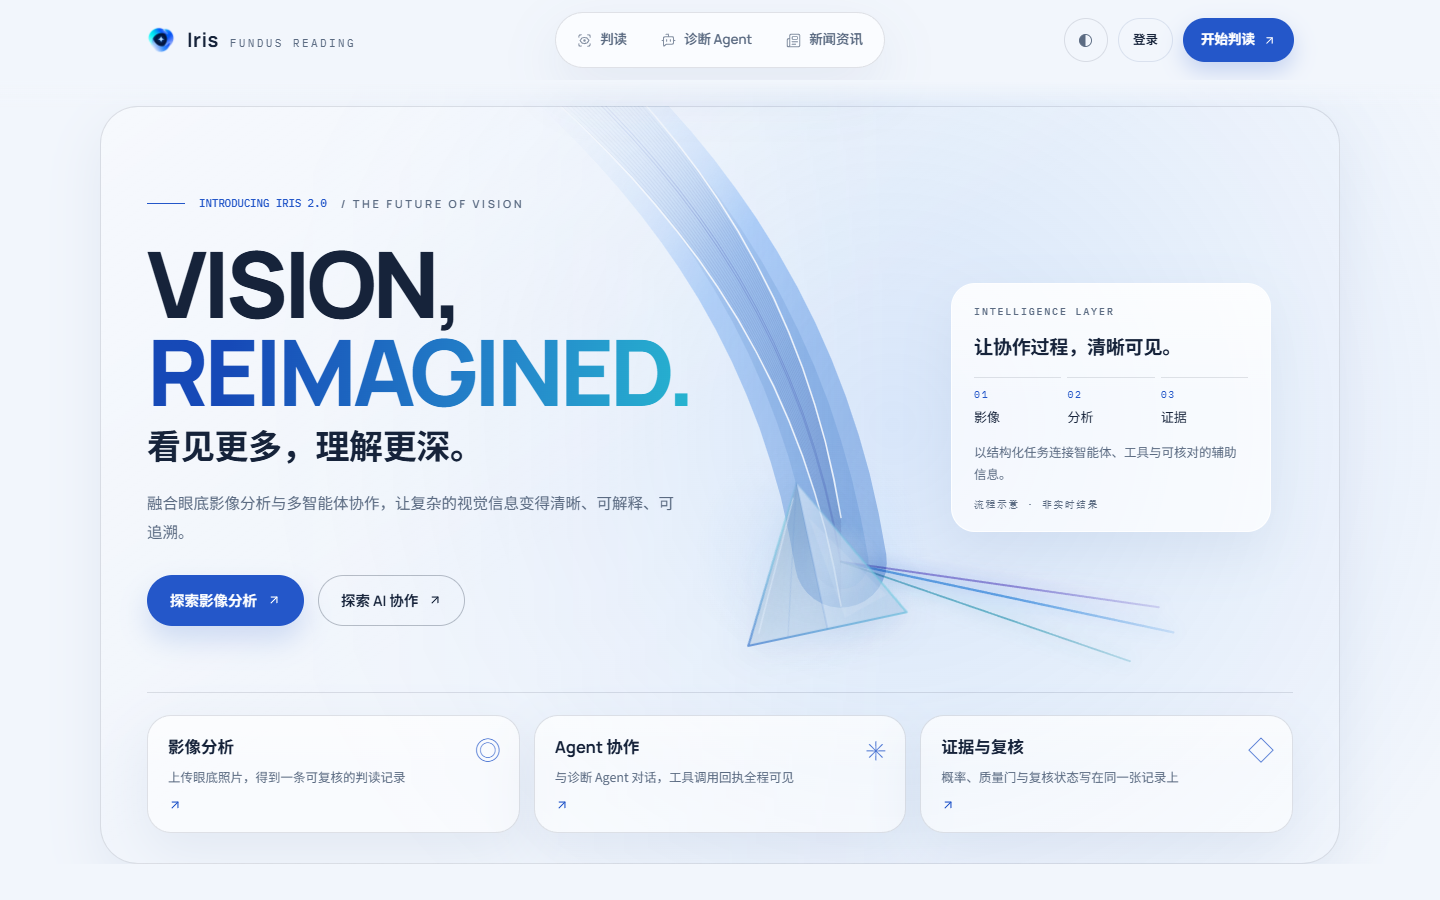 Iris FUNDUS READING
判读
诊断 Agent
新闻资讯
登录
开始判读
INTRODUCING IRIS 2.0 / THE FUTURE OF VISION
VISION,
REIMAGINED.
看见更多，理解更深。
融合眼底影像分析与多智能体协作，让复杂的视觉信息变得清晰、可解释、可
追溯。
探索影像分析
探索 AI 协作
INTELLIGENCE LAYER
让协作过程，清晰可见。
01 02 03
影像 分析 证据
以结构化任务连接智能体、工具与可核对的辅助
信息。
流程示意 · 非实时结果
影像分析
上传眼底照片，得到一条可复核的判读记录
Agent 协作
与诊断 Agent 对话，工具调用回执全程可见
证据与复核
概率、质量门与复核状态写在同一张记录上